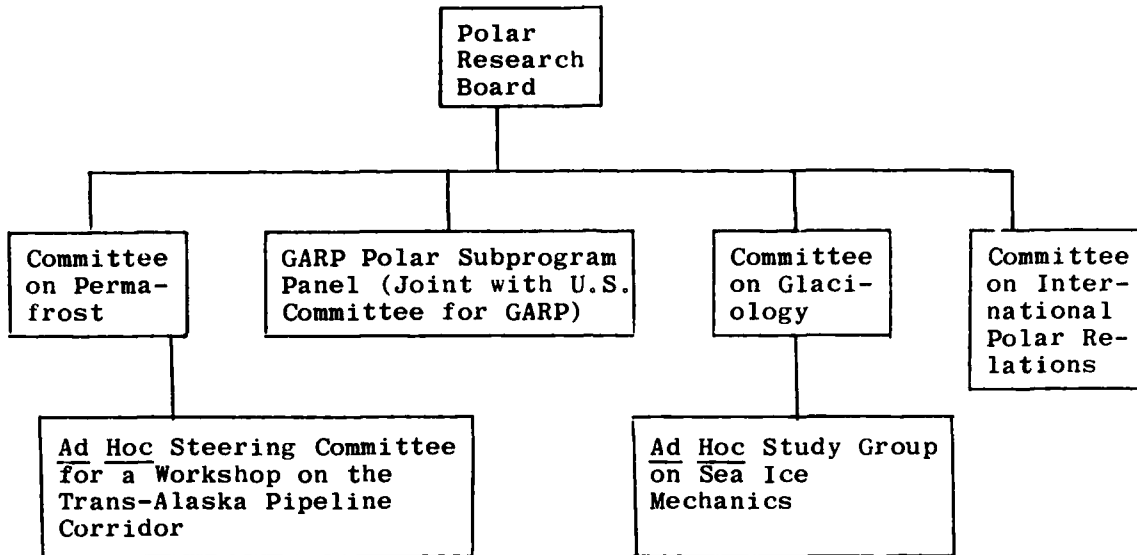 Polar
Research
Board
Committee
on Perma-
frost
GARP Polar Subprogram
Panel (Joint with U.S.
Committee for GARP)
Committee
on Glaci-
ology
Committee
on Inter-
national
Polar Re-
lations
Ad Hoc Steering Committee
for a Workshop on the
Trans-Alaska Pipeline
Corridor
Ad Hoc Study Group
on Sea Ice
Mechanics